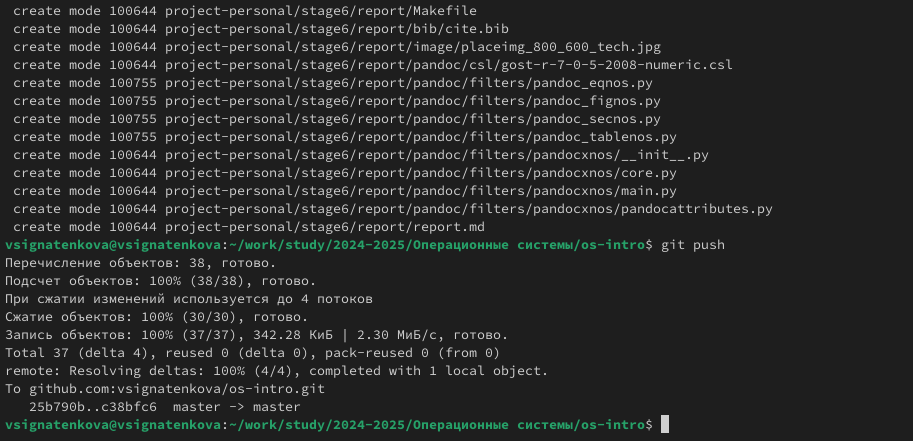 create mode 100644 project-personal/stage6/report/Makefile
create mode 100644 project-personal/stage6/report/bib/cite.bib
create mode 100644 project-personal/stage6/report/image/placeimg_800_600_tech.jpg
create mode 100644 project-personal/stage6/report/pandoc/csl/gost-r-7-0-5-2008-numeric.csl
create mode 100755 project-personal/stage6/report/pandoc/filters/pandoc_eqnos.py
create mode 100755 project-personal/stage6/report/pandoc/filters/pandoc_fignos.py
create mode 100755 project-personal/stage6/report/pandoc/filters/pandoc_secnos.py
create mode 100755 project-personal/stage6/report/pandoc/filters/pandoc_tablenos.py
create mode 100644 project-personal/stage6/report/pandoc/filters/pandocxnos/__init__.py
create mode 100644 project-personal/stage6/report/pandoc/filters/pandocxnos/core.py
create mode 100644 project-personal/stage6/report/pandoc/filters/pandocxnos/main.py
create mode 100644 project-personal/stage6/report/pandoc/filters/pandocxnos/pandocattributes.py
create mode 100644 project-personal/stage6/report/report.md
vsignatenkova@vsignatenkova:~/work/study/2024-2025/Операционные системы/os-intro$ git push
Перечисление объектов: 38, готово.
Подсчет объектов: 100% (38/38), готово.
При сжатии изменений используется до 4 потоков
Сжатие объектов: 100% (30/30), готово.
Запись объектов: 100% (37/37), 342.28 КиБ | 2.30 МиБ/с, готово.
Total 37 (delta 4), reused 0 (delta 0), pack-reused 0 (from 0)
remote: Resolving deltas: 100% (4/4), completed with 1 local object.
To github.com:vsignatenkova/os-intro.git
25b790b..c38bfc6  master -> master
vsignatenkova@vsignatenkova:~/work/study/2024-2025/Операционные системы/os-intro$